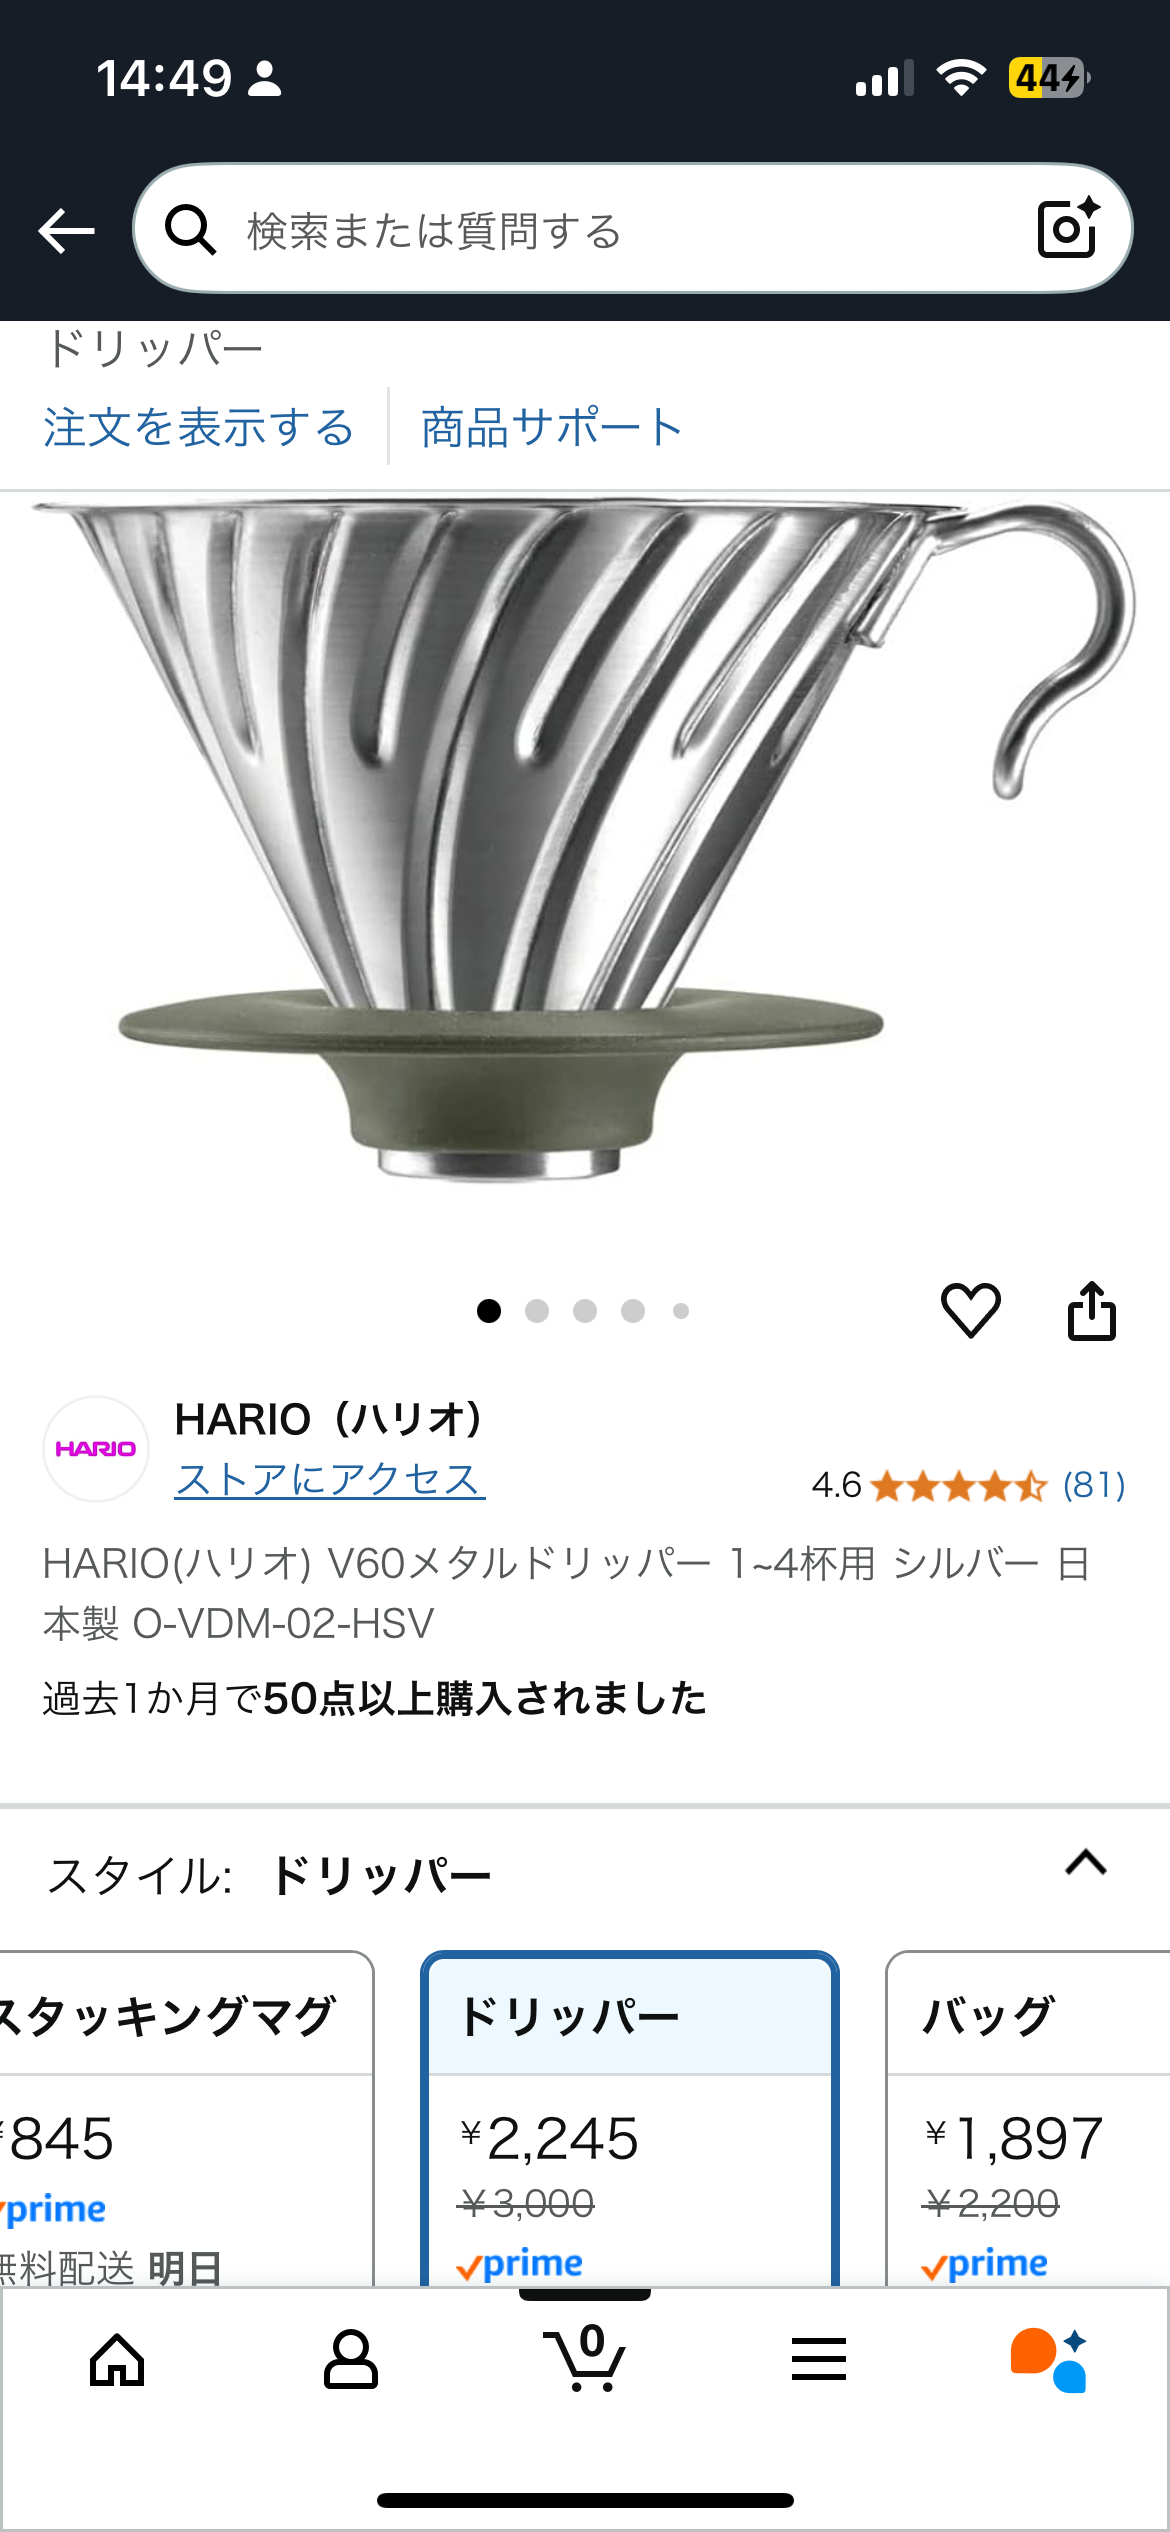 14:49
44
検索または質問する
ドリッパー
注文を表示する 商品サポート
HARIO（ハリオ）
HARIO
ストアにアクセス
4.6 (81)
HARIO(ハリオ) V60メタルドリッパー 1~4杯用 シルバー 日
本製 O-VDM-02-HSV
過去1か月で50点以上購入されました
スタイル: ドリッパー
スタッキングマグ
¥845
prime
無料配送 明日
ドリッパー
¥2,245
¥3,000
prime
バッグ
¥1,897
¥2,200
prime
0